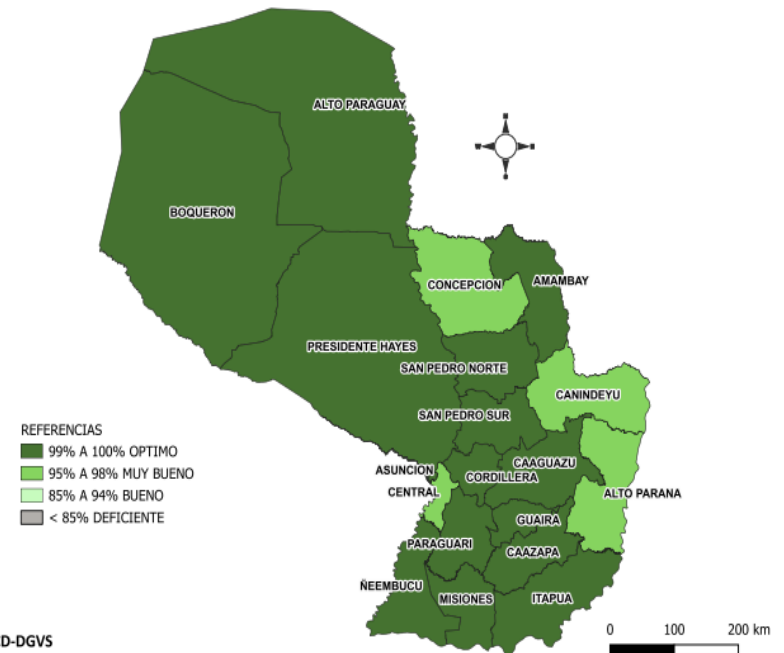 ALTO PARAGUAY
BOQUERON
CONCEPCION
AMAMBAY
PRESIDENTE HAYES
SAN PEDRO NORTE
CANINDEYU
SAN PEDRO SUR
REFERENCIAS
99% A 100% OPTIMO
95% A 98% MUY BUENO
85% A 94% BUENO
< 85% DEFICIENTE
ASUNCION
CAAGUAZU
CORDILLERA
CENTRAL
ALTO PARANA
GUAIRA
PARAGUARI
CAAZAPA
ÑEEMBUCU
MISIONES
ITAPUA
0 100 200 km
D-DGVS